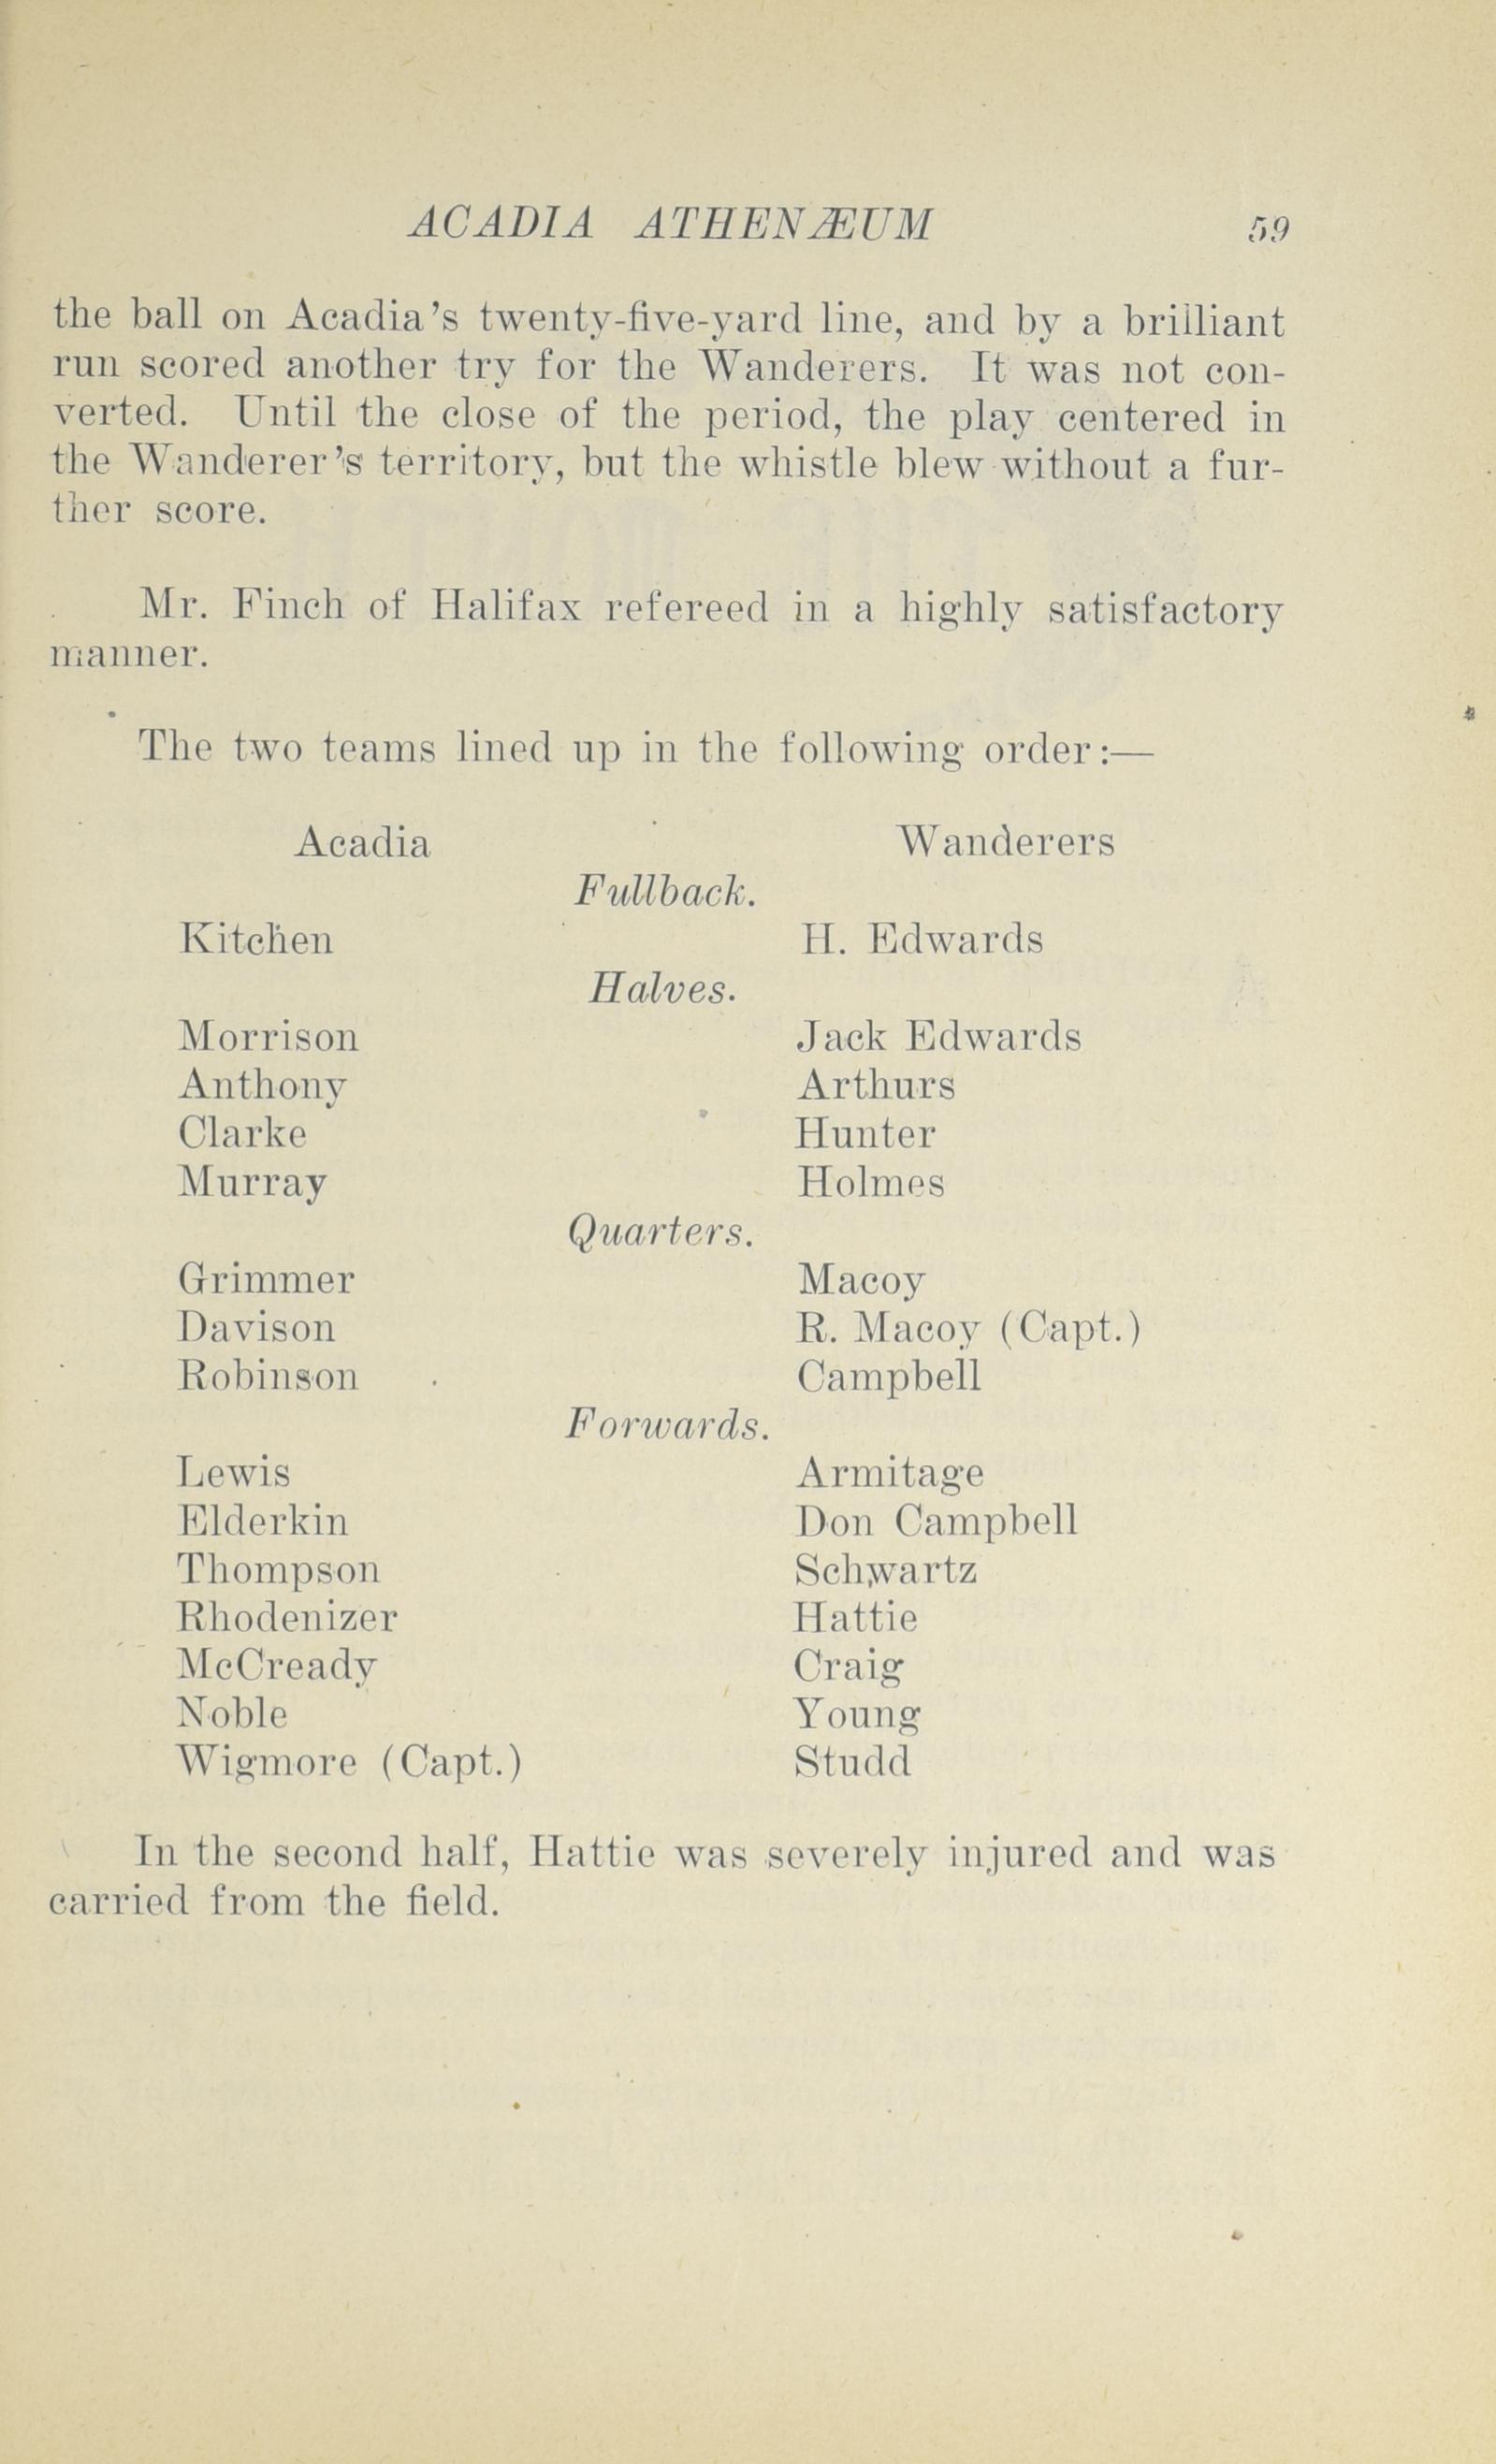 ACADIA ATHENÆUM 59
the ball on Acadia's twenty-five-yard line, and by a brilliant
run scored another try for the Wanderers. It was not con-
verted. Until the close of the period, the play centered in
the Wanderer's territory, but the whistle blew without a fur-
ther score.
Mr. Finch of Halifax refereed in a highly satisfactory
manner.
The two teams lined up in the following order:—
Acadia Wanderers
Fullback.
Kitchen H. Edwards
Halves.
Morrison Jack Edwards
Anthony Arthurs
Clarke Hunter
Murray Holmes
Quarters.
Grimmer Macoy
Davison R. Macoy (Capt.)
Robinson Campbell
Forwards.
Lewis Armitage
Elderkin Don Campbell
Thompson Schwartz
Rhodenizer Hattie
McCready Craig
Noble Young
Wigmore (Capt.) Studd
In the second half, Hattie was severely injured and was
carried from the field.